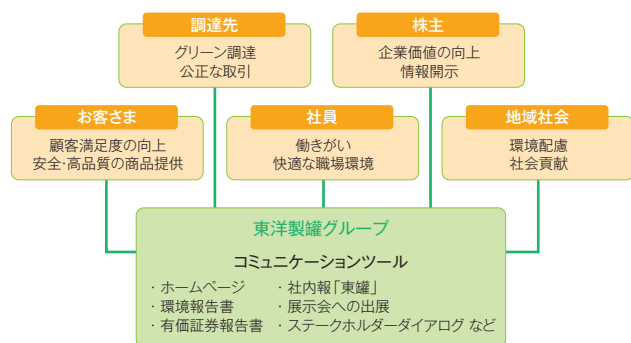 調達先
グリーン調達
公正な取引
株主
企業価値の向上
情報開示
お客さま
顧客満足度の向上
安全・高品質の商品提供
社員
働きがい
快適な職場環境
地域社会
環境配慮
社会貢献
東洋製罐グループ
コミュニケーションツール
・ホームページ
・環境報告書
・有価証券報告書
・社内報「東罐」
・展示会への出展
・ステークホルダーダイアログ など